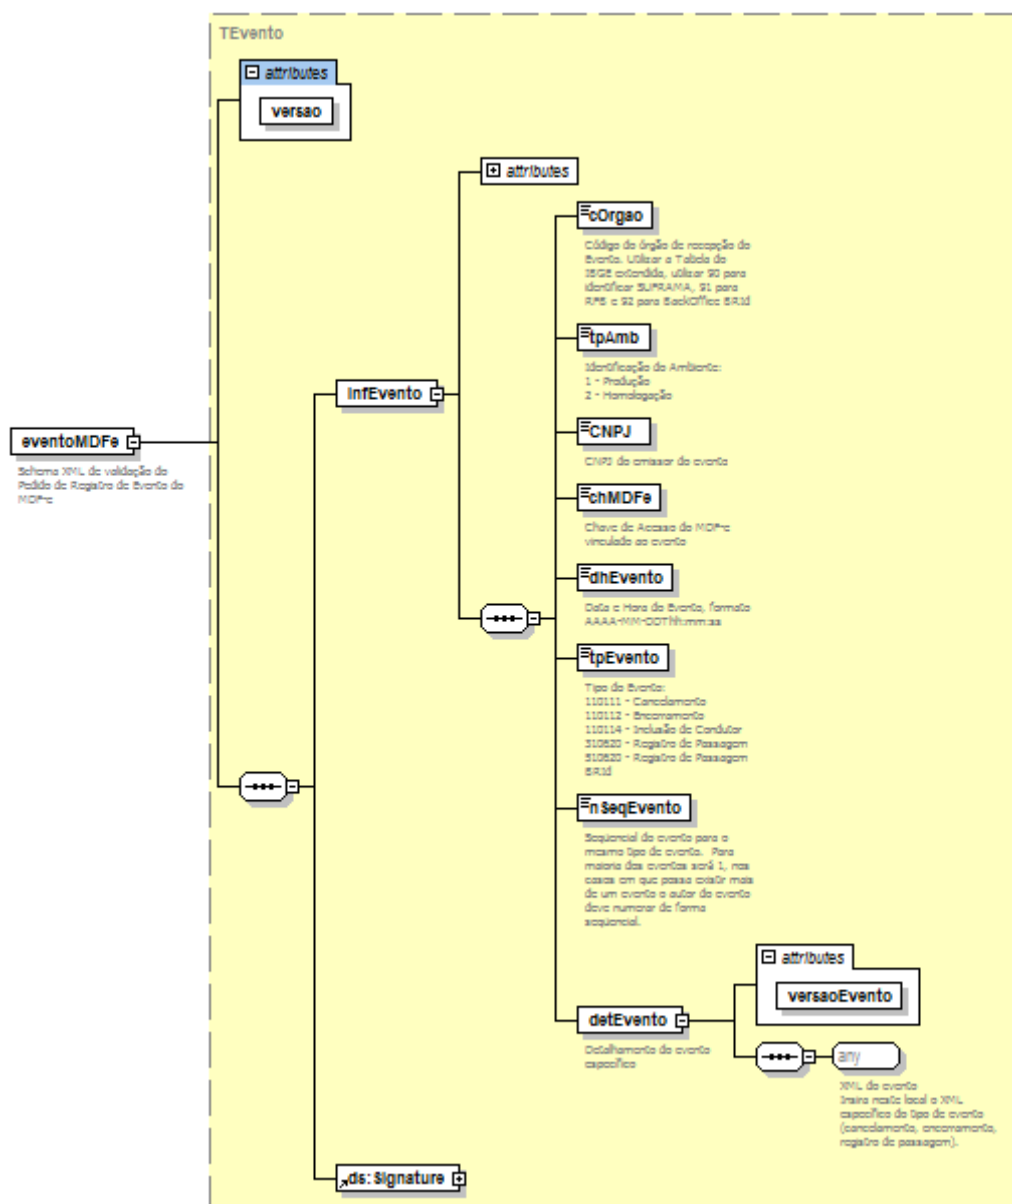 TEvento
attributes
versao
attributes
cOrgao
Código do órgão de recepção do
Evento. Utilizar a Tabela do
IBGE extendida, utilizar 90 para
identificar SUFRAMA, 91 para
RFB e 92 para BackOffice BRId
tpAmb
Identificação do Ambiente:
1 - Produção
2 - Homologação
infEvento
CNPJ
CNPJ do emissor do evento
eventoMDFe
Schema XML de validação do
Pedido de Registro de Evento do
MDF-e
chMDFe
Chave de Acesso do MDF-e
vinculado ao evento
dhEvento
Data e Hora do Evento, formato
AAAA-MM-DDThh:mm:ss
tpEvento
Tipo do Evento:
110111 - Cancelamento
110112 - Encerramento
110114 - Inclusão de Condutor
310620 - Registro de Passagem
510620 - Registro de Passagem
BRId
nSeqEvento
Seqüencial do evento para o
mesmo tipo de evento. Para
maioria dos eventos será 1, nos
casos em que possa existir mais
de um evento o autor do evento
deve numerar de forma
seqüencial.
attributes
versaoEvento
detEvento
Detalhamento do evento
específico
any
XML do evento
Insira neste local o XML
específico do tipo de evento
(cancelamento, encerramento,
registro de passagem).
ds:Signature